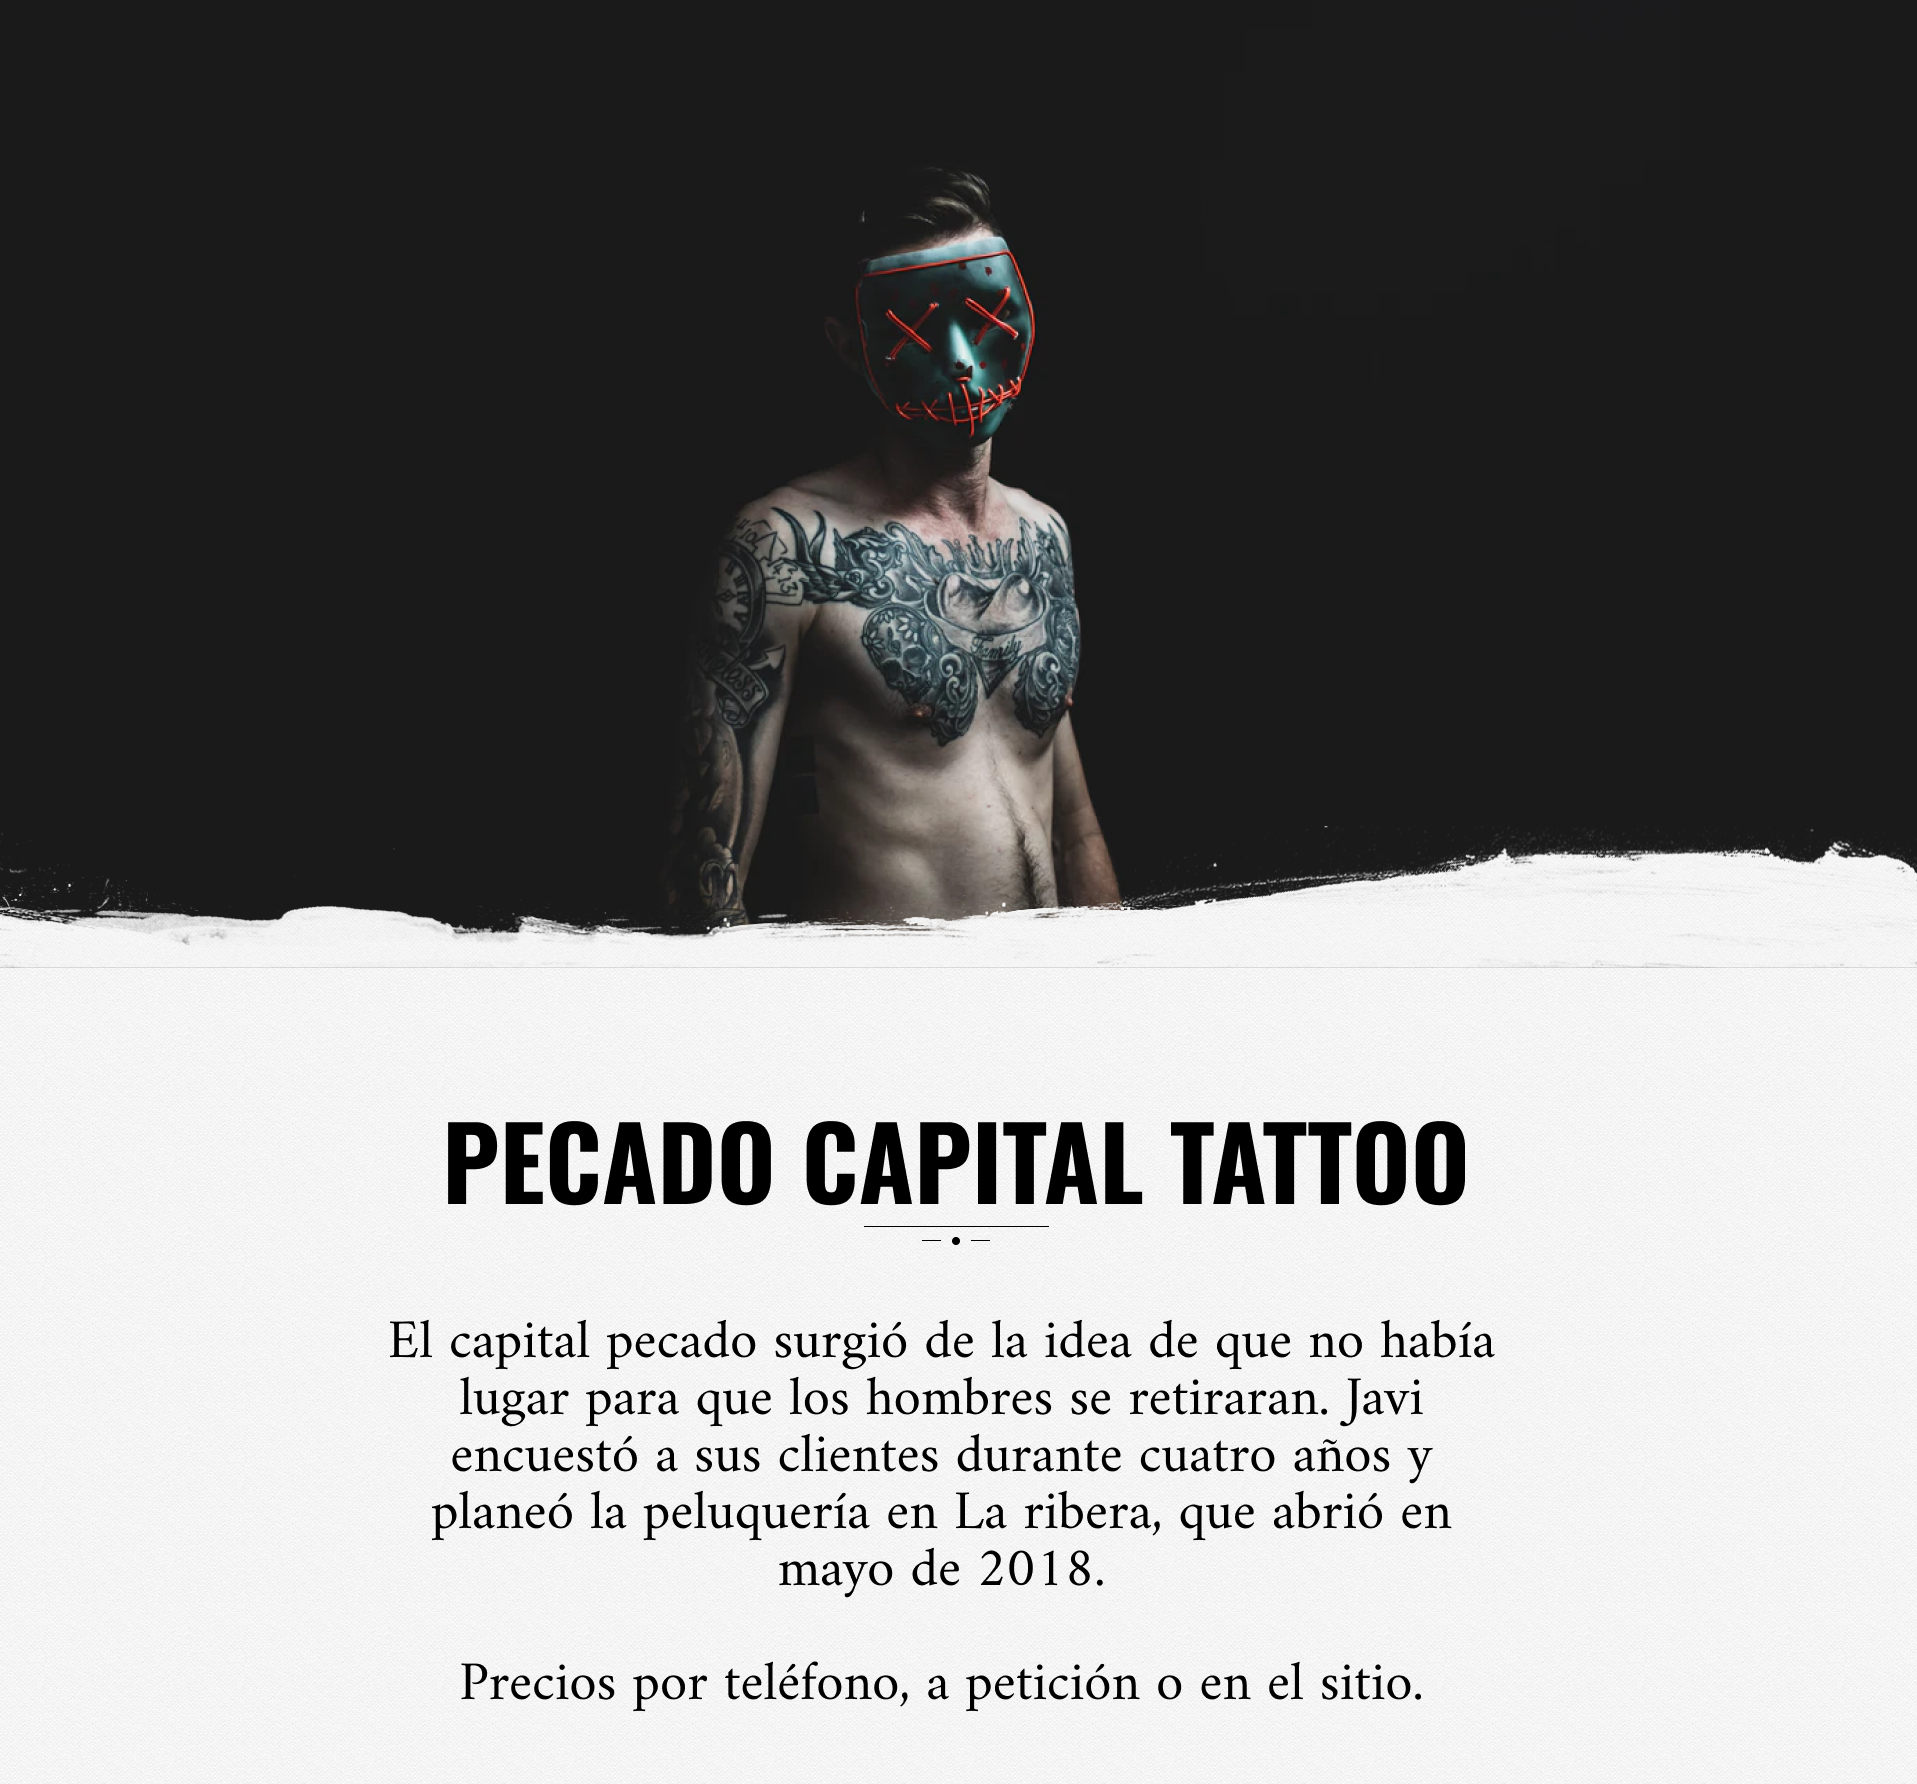 Family
PECADO CAPITAL TATTOO
El capital pecado surgió de la idea de que no había
lugar para que los hombres se retiraran. Javi
encuestó a sus clientes durante cuatro años y
planeó la peluquería en La ribera, que abrió en
mayo de 2018.
Precios por teléfono, a petición o en el sitio.